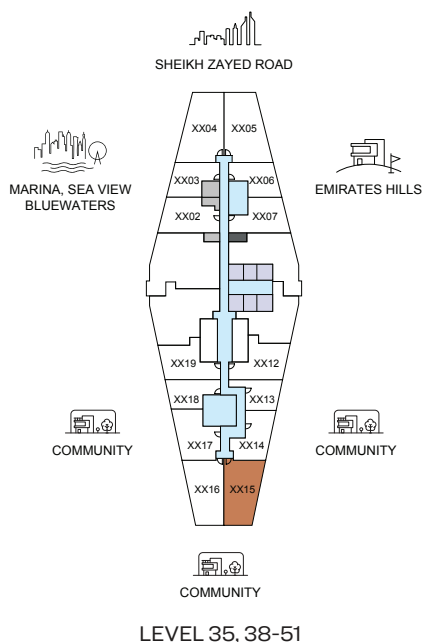 SHEIKH ZAYED ROAD
XX04 XX05
MARINA, SEA VIEW
BLUEWATERS
XX03 XX06
EMIRATES HILLS
XX02 XX07
XX19 XX12
XX18 XX13
COMMUNITY
XX17 XX14
COMMUNITY
XX16 XX15
COMMUNITY
LEVEL 35, 38-51